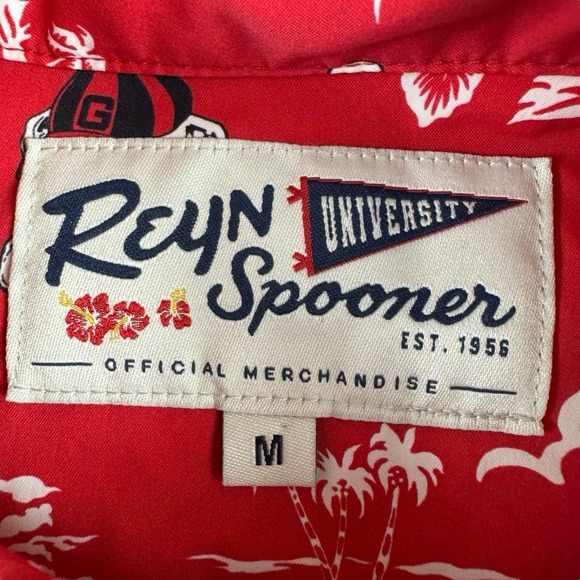 G
REYN
UNIVERSITY
Spooner
EST. 1956
OFFICIAL MERCHANDISE
M